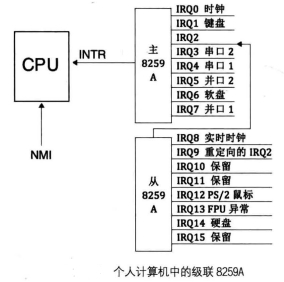 CPU
INTR
NMI
主
8259
A
IRQ0 时钟
IRQ1 键盘
IRQ2
IRQ3 串口 2
IRQ4 串口 1
IRQ5 并口 2
IRQ6 软盘
IRQ7 并口 1
从
8259
A
IRQ8 实时时钟
IRQ9 重定向的 IRQ2
IRQ10 保留
IRQ11 保留
IRQ12 PS/2 鼠标
IRQ13 FPU 异常
IRQ14 硬盘
IRQ15 保留
个人计算机中的级联 8259A